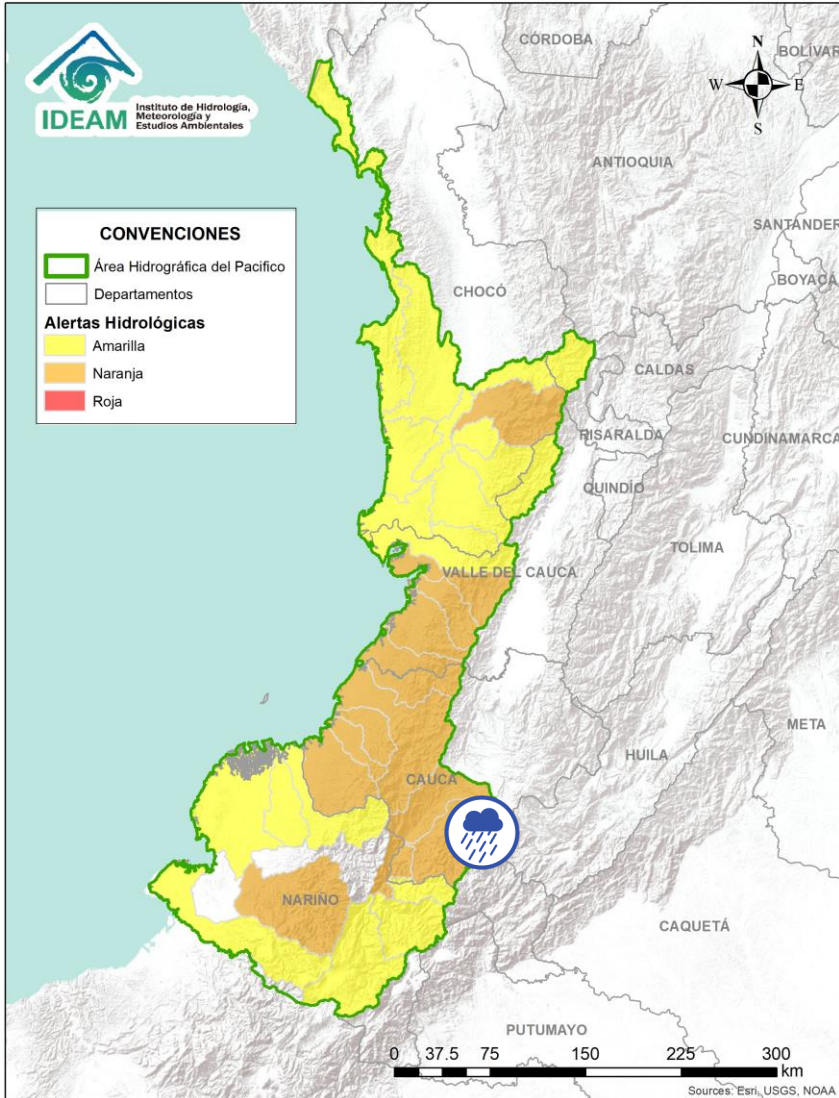 CÓRDOBA
BOLÍVAR
N
W E
S
IDEAM
Instituto de Hidrología,
Meteorología y
Estudios Ambientales
ANTIOQUIA
SANTANDER
CONVENCIONES
Área Hidrográfica del Pacifico
Departamentos
Alertas Hidrológicas
Amarilla
Naranja
Roja
BOYACÁ
CHOCÓ
CALDAS
RISARALDA
CUNDINAMARCA
QUINDÍO
TOLIMA
VALLE DEL CAUCA
META
HUILA
CAUCA
NARIÑO
CAQUETÁ
PUTUMAYO
0 37.5 75 150 225 300
km
Sources: Esri, USGS, NOAA